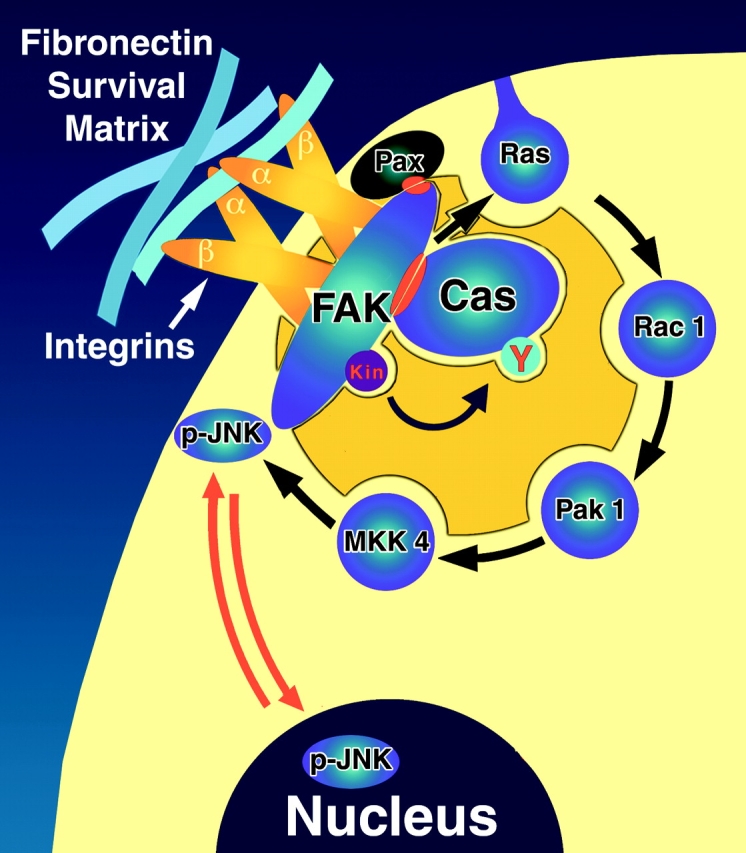 Fibronectin
Survival
Matrix
β
α
α
β
Integrins
Pax
Ras
FAK
Cas
Rac 1
Kin
Y
p-JNK
Pak 1
MKK 4
p-JNK
Nucleus